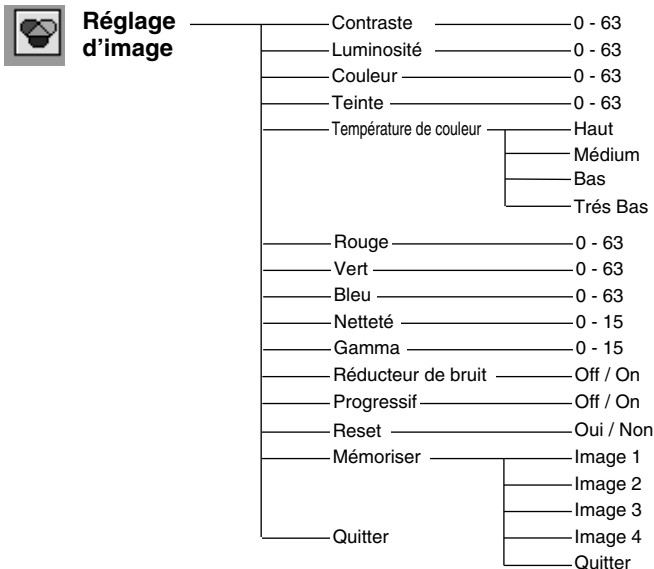 Réglage
d’image
Contraste 0 - 63
Luminosité 0 - 63
Couleur 0 - 63
Teinte 0 - 63
Température de couleur Haut
Médium
Bas
Trés Bas
Rouge 0 - 63
Vert 0 - 63
Bleu 0 - 63
Netteté 0 - 15
Gamma 0 - 15
Réducteur de bruit Off / On
Progressif Off / On
Reset Oui / Non
Mémoriser Image 1
Image 2
Image 3
Quitter Image 4
Quitter